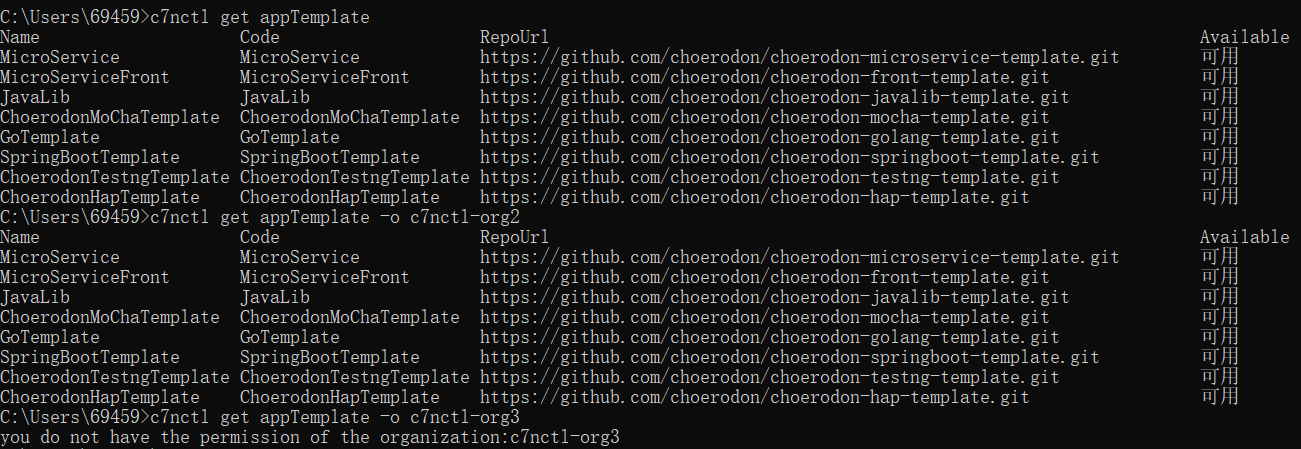 C:\Users\69459>c7nctl get appTemplate
Name Code RepoUrl Available
MicroService MicroService https://github.com/choerodon/choerodon-microservice-template.git 可用
MicroServiceFront MicroServiceFront https://github.com/choerodon/choerodon-front-template.git 可用
JavaLib JavaLib https://github.com/choerodon/choerodon-javalib-template.git 可用
ChoerodonMoChaTemplate ChoerodonMoChaTemplate https://github.com/choerodon/choerodon-mocha-template.git 可用
GoTemplate GoTemplate https://github.com/choerodon/choerodon-golang-template.git 可用
SpringBootTemplate SpringBootTemplate https://github.com/choerodon/choerodon-springboot-template.git 可用
ChoerodonTestngTemplate ChoerodonTestngTemplate https://github.com/choerodon/choerodon-testng-template.git 可用
ChoerodonHapTemplate ChoerodonHapTemplate https://github.com/choerodon/choerodon-hap-template.git 可用
C:\Users\69459>c7nctl get appTemplate -o c7nctl-org2
Name Code RepoUrl Available
MicroService MicroService https://github.com/choerodon/choerodon-microservice-template.git 可用
MicroServiceFront MicroServiceFront https://github.com/choerodon/choerodon-front-template.git 可用
JavaLib JavaLib https://github.com/choerodon/choerodon-javalib-template.git 可用
ChoerodonMoChaTemplate ChoerodonMoChaTemplate https://github.com/choerodon/choerodon-mocha-template.git 可用
GoTemplate GoTemplate https://github.com/choerodon/choerodon-golang-template.git 可用
SpringBootTemplate SpringBootTemplate https://github.com/choerodon/choerodon-springboot-template.git 可用
ChoerodonTestngTemplate ChoerodonTestngTemplate https://github.com/choerodon/choerodon-testng-template.git 可用
ChoerodonHapTemplate ChoerodonHapTemplate https://github.com/choerodon/choerodon-hap-template.git 可用
C:\Users\69459>c7nctl get appTemplate -o c7nctl-org3
you do not have the permission of the organization:c7nctl-org3